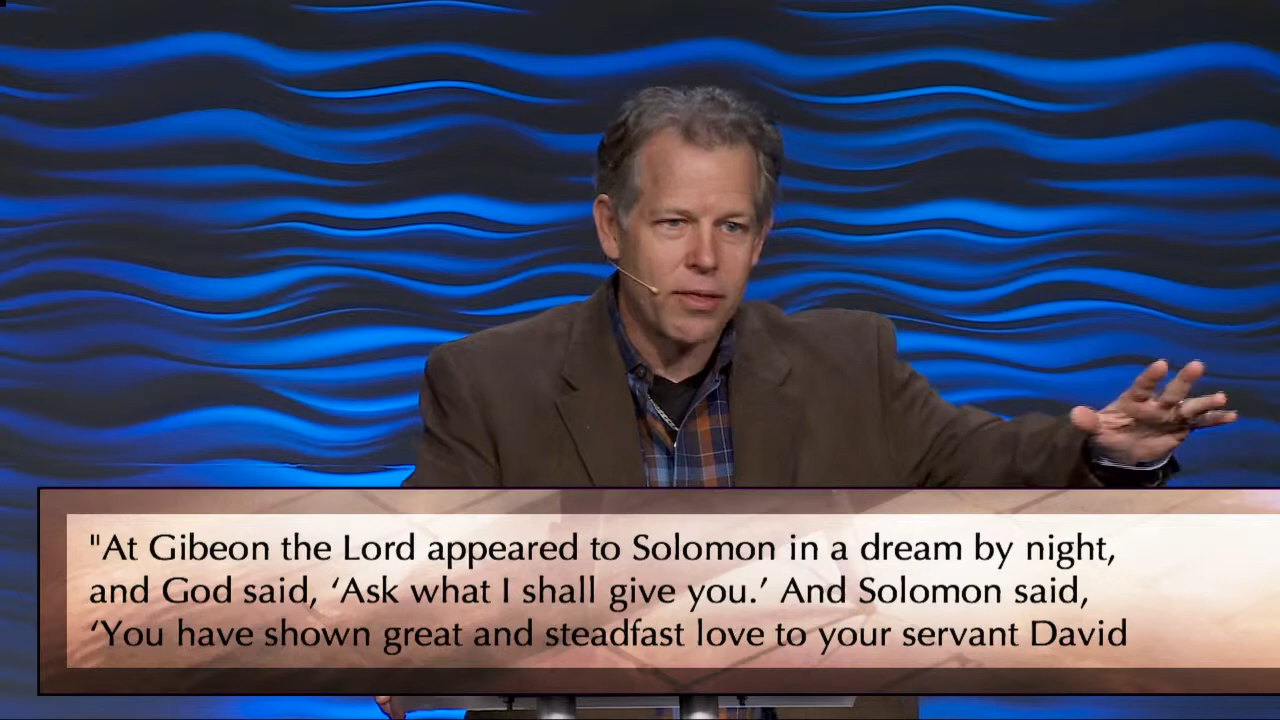 "At Gibeon the Lord appeared to Solomon in a dream by night,
and God said, ‘Ask what I shall give you.’ And Solomon said,
‘You have shown great and steadfast love to your servant David